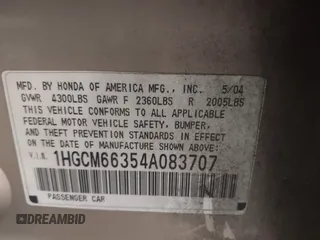 MFD. BY HONDA OF AMERICA MFG., INC. 5/04
GVWR 4300LBS GAWR F 2360LBS R 2005LBS
THIS VEHICLE CONFORMS TO ALL APPLICABLE
FEDERAL MOTOR VEHICLE SAFETY, BUMPER,
AND THEFT PREVENTION STANDARDS IN EFFECT
ON THE DATE OF MANUFACTURE SHOWN ABOVE.
V.I.N. 1HGCM66354A083707
PASSENGER CAR
DREAMBID